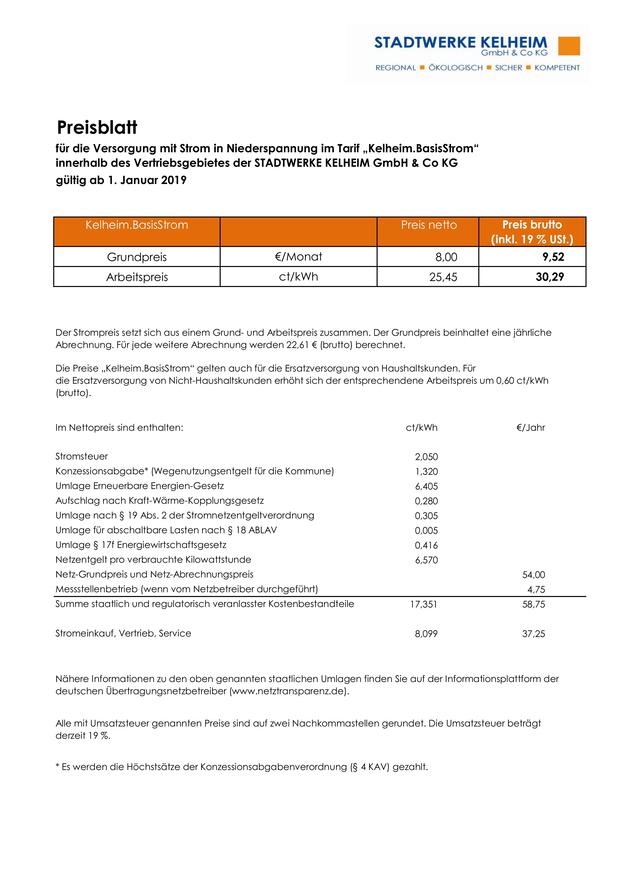 STADTWERKE KELHEIM
GmbH & Co KG
REGIONAL ■ ÖKOLOGISCH ■ SICHER ■ KOMPETENT
Preisblatt
für die Versorgung mit Strom in Niederspannung im Tarif „Kelheim.BasisStrom“
innerhalb des Vertriebsgebietes der STADTWERKE KELHEIM GmbH & Co KG
gültig ab 1. Januar 2019
Kelheim.BasisStrom Preis netto Preis brutto
(inkl. 19 % USt.)
Grundpreis €/Monat 8,00 9,52
Arbeitspreis ct/kWh 25,45 30,29
Der Strompreis setzt sich aus einem Grund- und Arbeitspreis zusammen. Der Grundpreis beinhaltet eine jährliche
Abrechnung. Für jede weitere Abrechnung werden 22,61 € (brutto) berechnet.
Die Preise „Kelheim.BasisStrom“ gelten auch für die Ersatzversorgung von Haushaltskunden. Für
die Ersatzversorgung von Nicht-Haushaltskunden erhöht sich der entsprechendene Arbeitspreis um 0,60 ct/kWh
(brutto).
Im Nettopreis sind enthalten: ct/kWh €/Jahr
Stromsteuer 2,050
Konzessionsabgabe* (Wegenutzungsentgelt für die Kommune) 1,320
Umlage Erneuerbare Energien-Gesetz 6,405
Aufschlag nach Kraft-Wärme-Kopplungsgesetz 0,280
Umlage nach § 19 Abs. 2 der Stromnetzentgeltverordnung 0,305
Umlage für abschaltbare Lasten nach § 18 ABLAV 0,005
Umlage § 17f Energiewirtschaftsgesetz 0,416
Netzentgelt pro verbrauchte Kilowattstunde 6,570
Netz-Grundpreis und Netz-Abrechnungspreis 54,00
Messstellenbetrieb (wenn vom Netzbetreiber durchgeführt) 4,75
Summe staatlich und regulatorisch veranlasster Kostenbestandteile 17,351 58,75
Stromeinkauf, Vertrieb, Service 8,099 37,25
Nähere Informationen zu den oben genannten staatlichen Umlagen finden Sie auf der Informationsplattform der
deutschen Übertragungsnetzbetreiber (www.netztransparenz.de).
Alle mit Umsatzsteuer genannten Preise sind auf zwei Nachkommastellen gerundet. Die Umsatzsteuer beträgt
derzeit 19 %.
* Es werden die Höchstsätze der Konzessionsabgabenverordnung (§ 4 KAV) gezahlt.